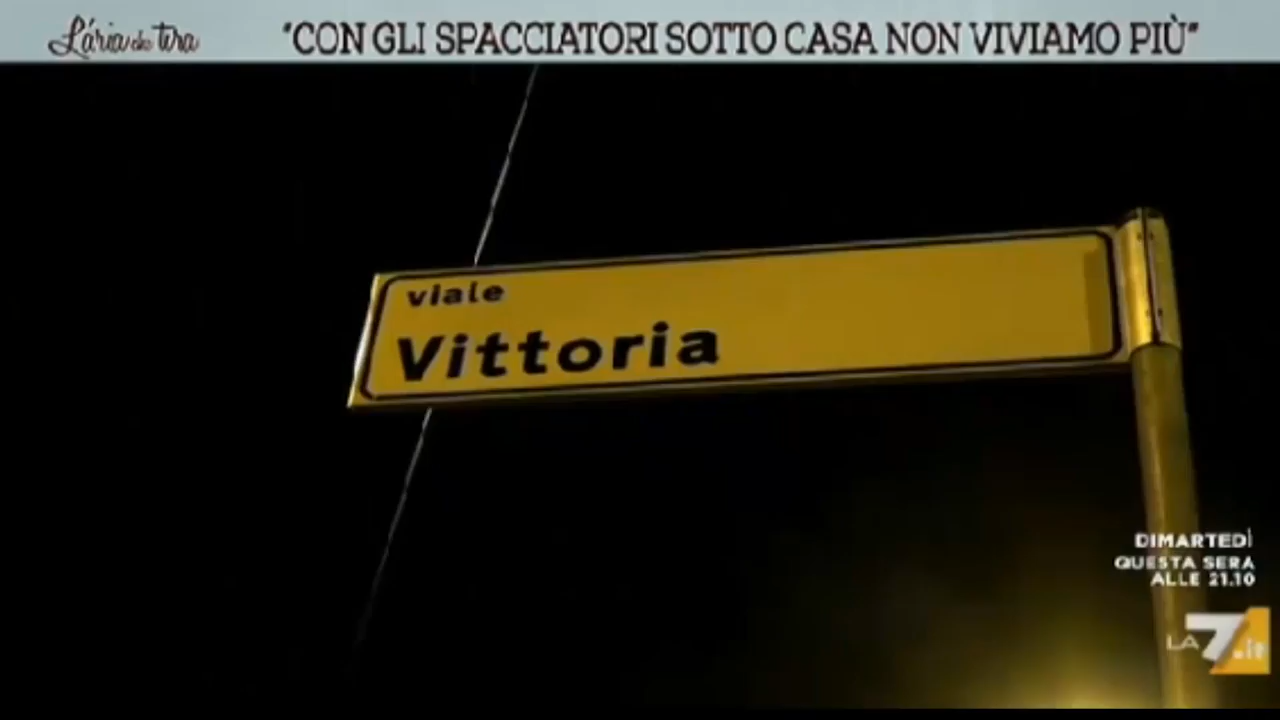 L'aria che tira
"CON GLI SPACCIATORI SOTTO CASA NON VIVIAMO PIÙ"
viale
Vittoria
DIMARTEDÌ
QUESTA SERA
ALLE 21.10
LA7.it